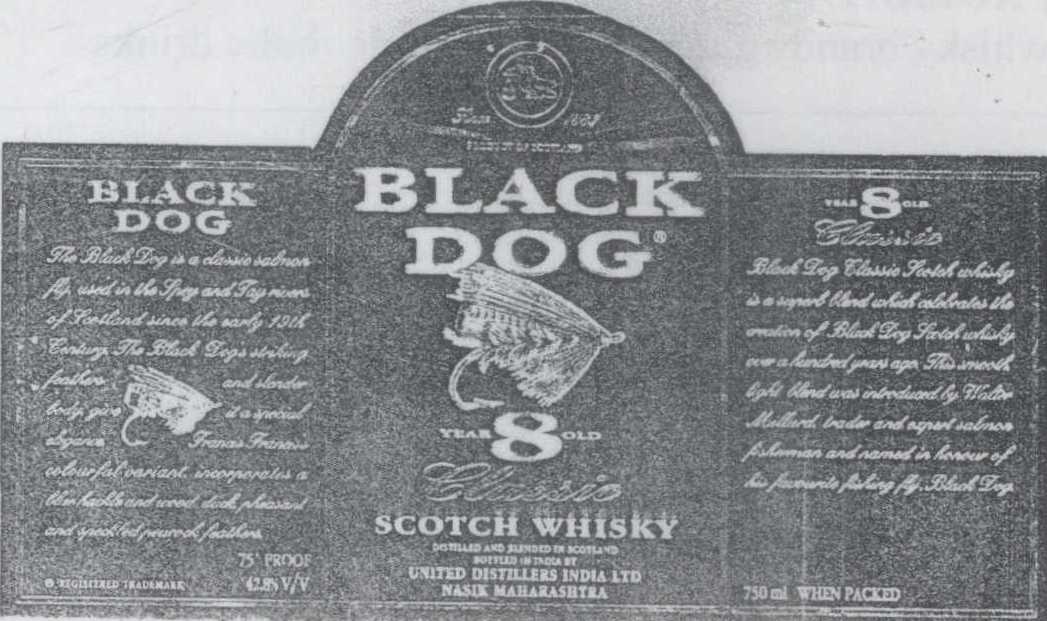 Since 1883
PRODUCT OF SCOTLAND
BLACK
DOG®
YEAR 8 OLD
Classic
SCOTCH WHISKY
DISTILLED AND BLENDED IN SCOTLAND
BOTTLED IN INDIA BY
UNITED DISTILLERS INDIA LTD
NASIK MAHARASHTRA
BLACK
DOG
The Black Dog is a classic salmon
fly, used in the Spey and Tay rivers
of Scotland since the early 19th
Century. The Black Dog's striking
feathers and slender
body, give it a special
elegance. Francis Francis's
colourful variant, incorporates a
blue hackle and wood duck, pheasant
and speckled peacock feathers.
75° PROOF
® REGISTERED TRADEMARK 42.8% V/V
YEAR 8 OLD
Classic
Black Dog Classic Scotch whisky
is a superb blend which celebrates the
creation of Black Dog Scotch whisky
over a hundred years ago. This smooth,
light blend was introduced by Walter
Millard, trader and expert salmon
fisherman and named in honour of
his favourite fishing fly, Black Dog.
750 ml WHEN PACKED